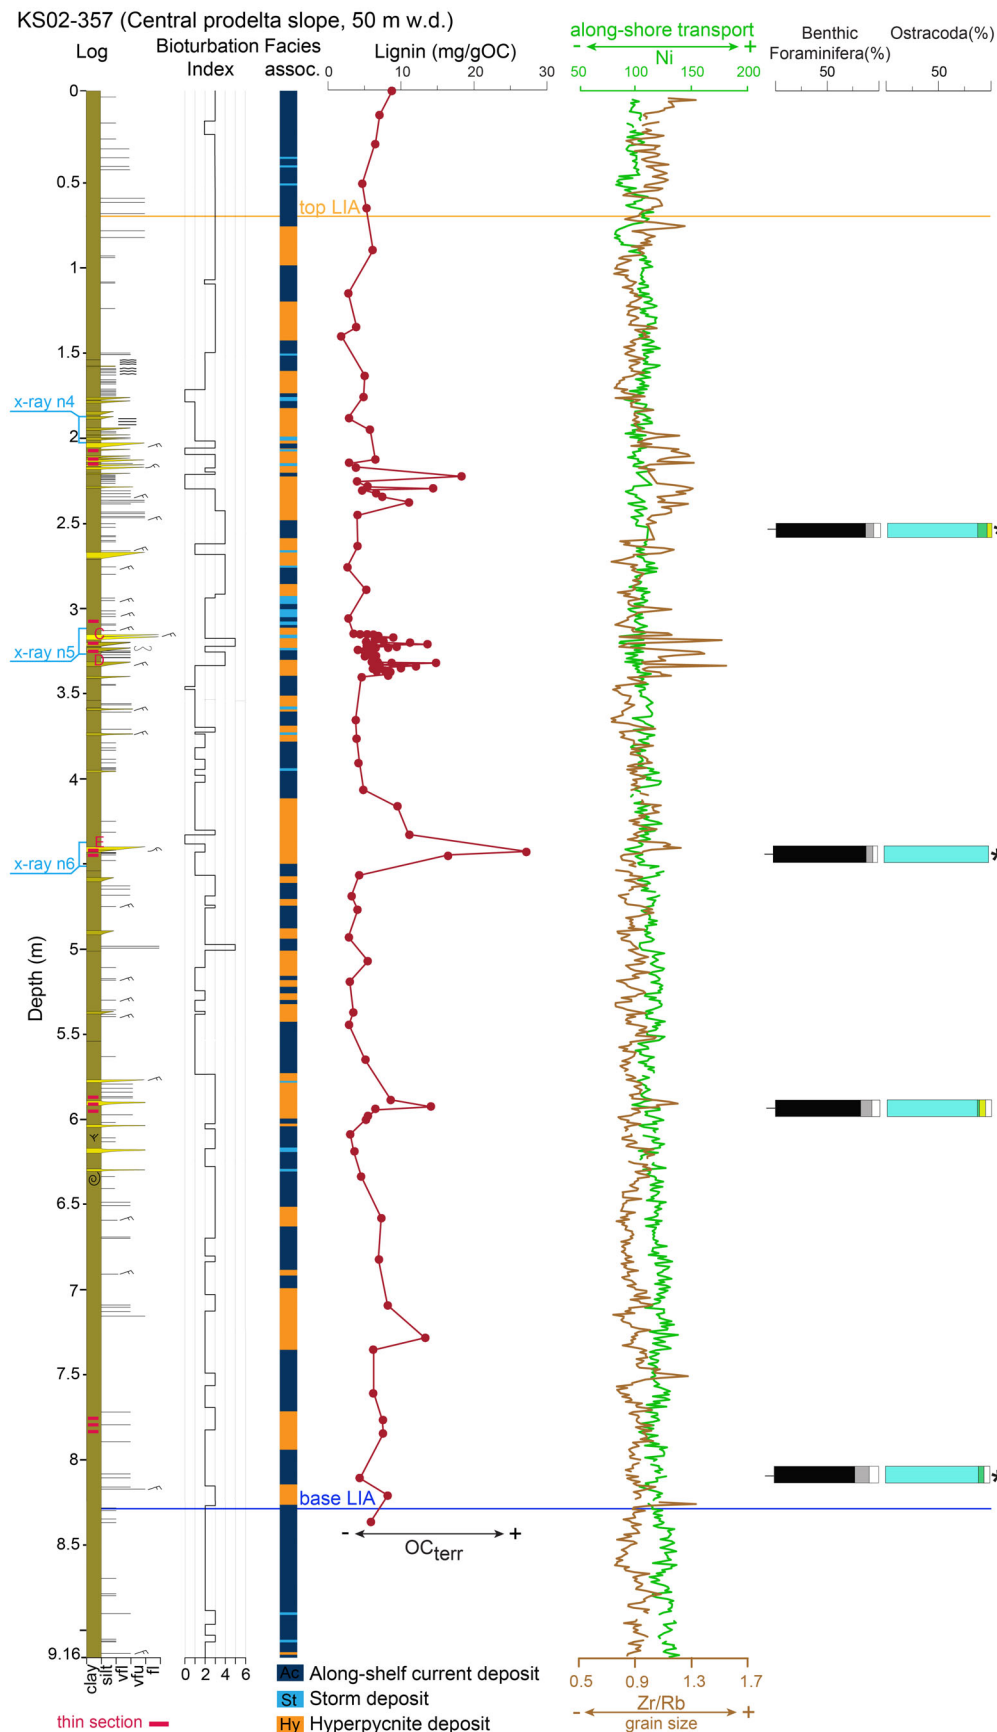 KS02-357 (Central prodelta slope, 50 m w.d.)
Log
Bioturbation
Index
Facies
assoc.
Lignin (mg/gOC)
0 10 20 30
along-shore transport
- +
Ni
50 100 150 200
Benthic
Foraminifera(%)
50
Ostracoda(%)
50
0
0.5
top LIA
1
1.5
x-ray n4
2
2.5
3
C
x-ray n5
D
3.5
4
E
x-ray n6
5
Depth (m)
5.5
6
6.5
7
7.5
8
base LIA
- +
OCterr
8.5
9.16
clay silt vfl vfu fl
0 2 4 6
Ac Along-shelf current deposit
St Storm deposit
Hy Hyperpycnite deposit
thin section
0.5 0.9 1.3 1.7
Zr/Rb
- +
grain size
*
*
*